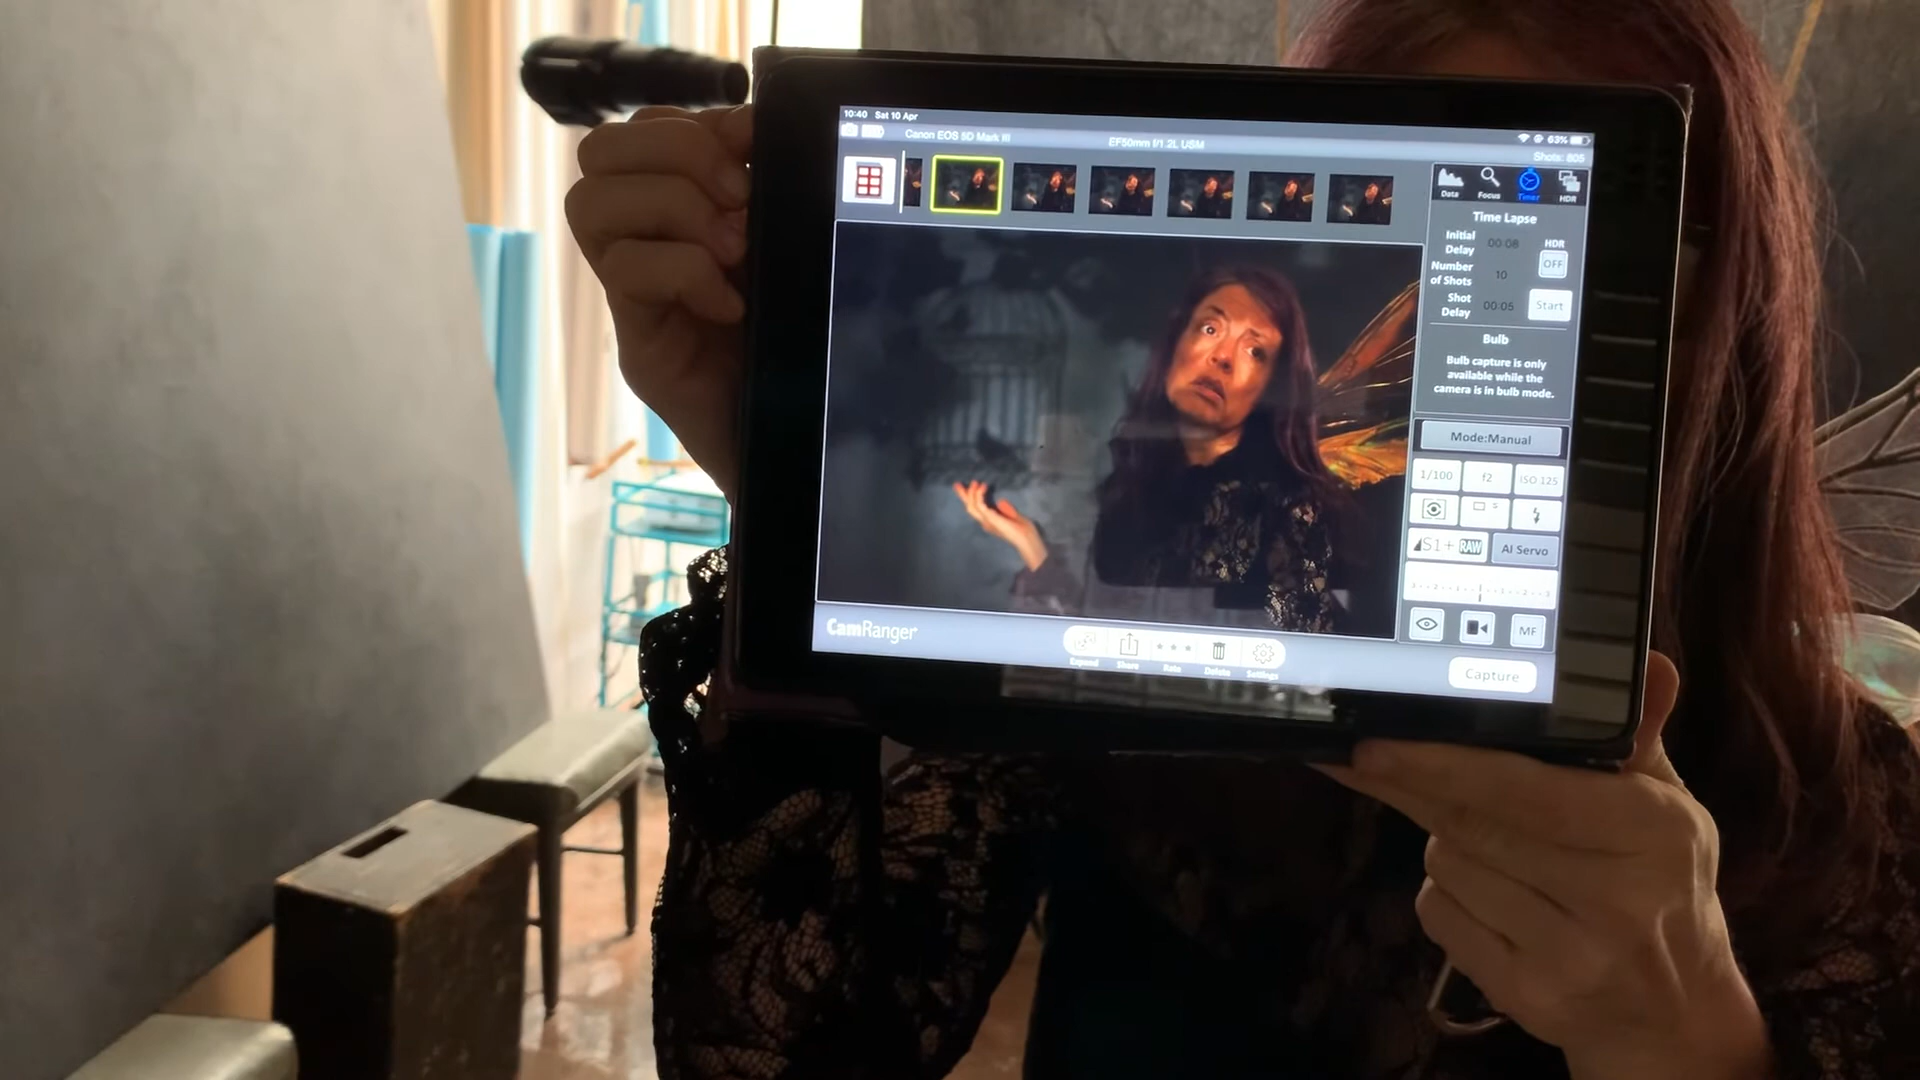 10:40 Sat 10 Apr
63%
Canon EOS 5D Mark III
EF50mm f/1.2L USM
Shots: 805
Data
Focus
Timer
HDR
Time Lapse
Initial Delay
00:08
HDR
OFF
Number of Shots
10
Shot Delay
00:05
Start
Bulb
Bulb capture is only
available while the
camera is in bulb mode.
Mode:Manual
1/100
f2
ISO 125
S
S1+ RAW
AI Servo
MF
CamRanger
Expand
Share
Rate
Delete
Settings
Capture